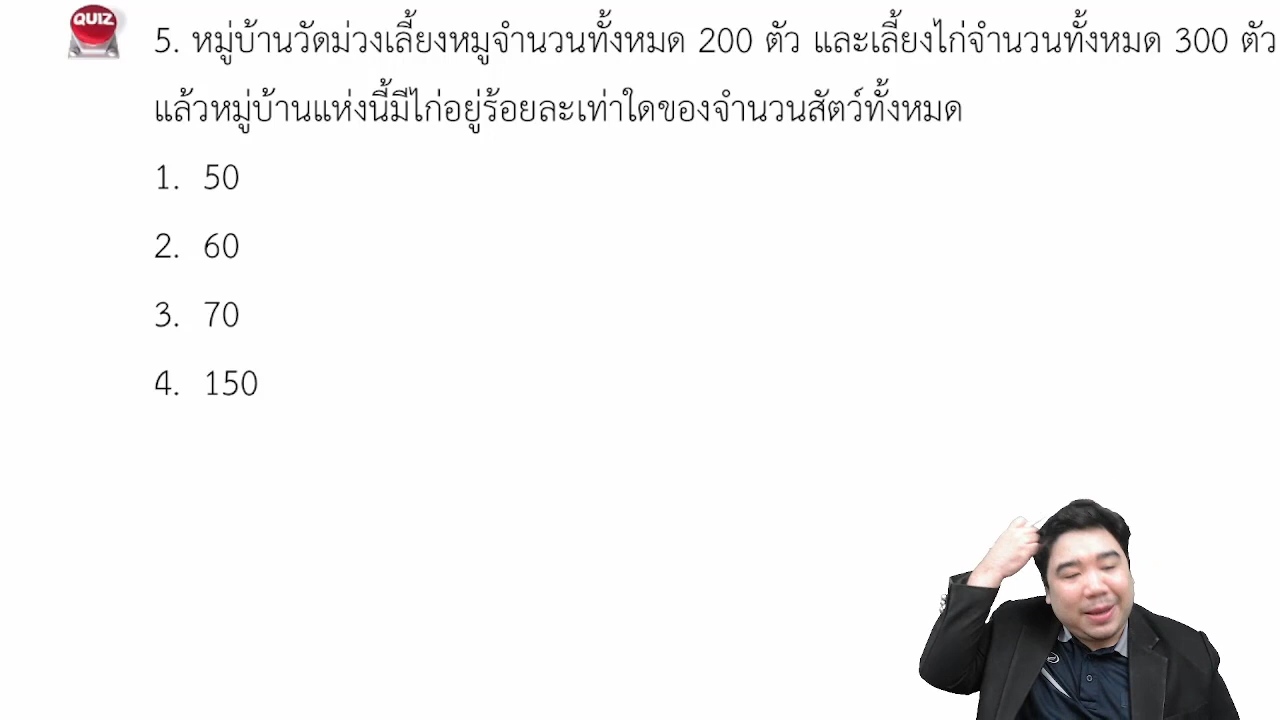 QUIZ
5. หมู่บ้านวัดม่วงเลี้ยงหมูจำนวนทั้งหมด 200 ตัว และเลี้ยงไก่จำนวนทั้งหมด 300 ตัว
แล้วหมู่บ้านแห่งนี้มีไก่อยู่ร้อยละเท่าใดของจำนวนสัตว์ทั้งหมด
1. 50
2. 60
3. 70
4. 150